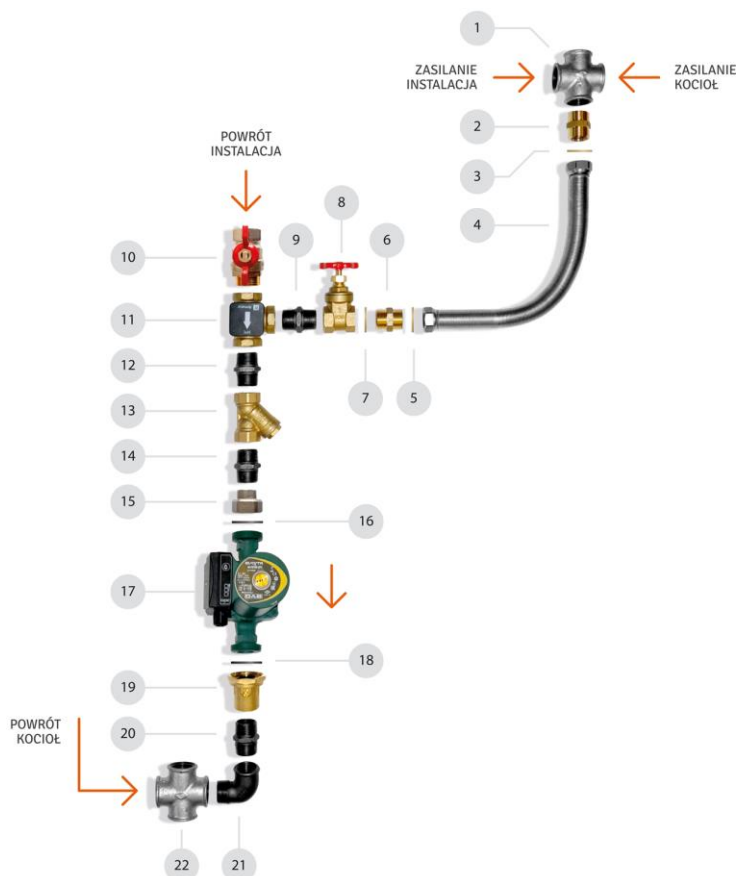 1
ZASILANIE
INSTALACJA
ZASILANIE
KOCIOŁ
2
POWRÓT
INSTALACJA
3
8
4
9
6
10
11
12
7
5
13
14
15
16
17
18
19
POWRÓT
KOCIOŁ
20
22
21